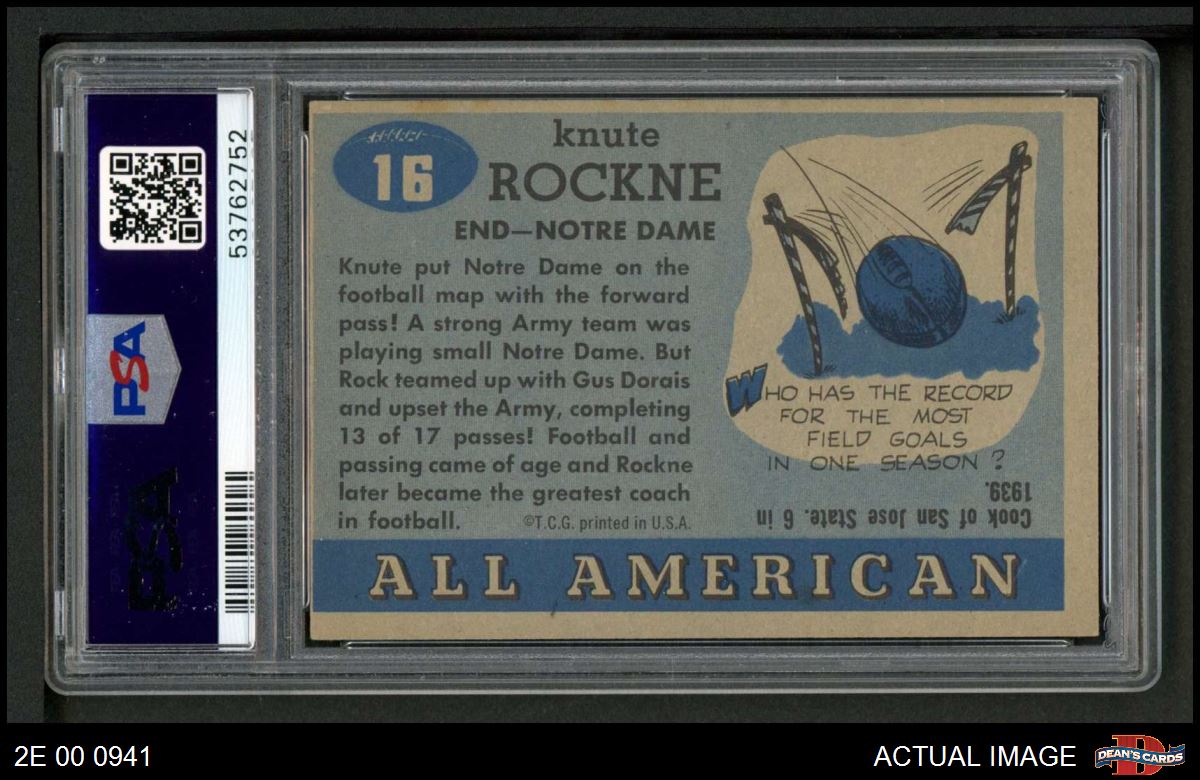 53762752
PSA
PSA
16
knute
ROCKNE
END—NOTRE DAME
Knute put Notre Dame on the
football map with the forward
pass! A strong Army team was
playing small Notre Dame. But
Rock teamed up with Gus Dorais
and upset the Army, completing
13 of 17 passes! Football and
passing came of age and Rockne
later became the greatest coach
in football.
©T.C.G. printed in U.S.A.
WHO HAS THE RECORD
FOR THE MOST
FIELD GOALS
IN ONE SEASON?
Cook of San Jose State. 6 in
1939.
ALL AMERICAN
2E 00 0941
ACTUAL IMAGE
D
DEAN'S CARDS